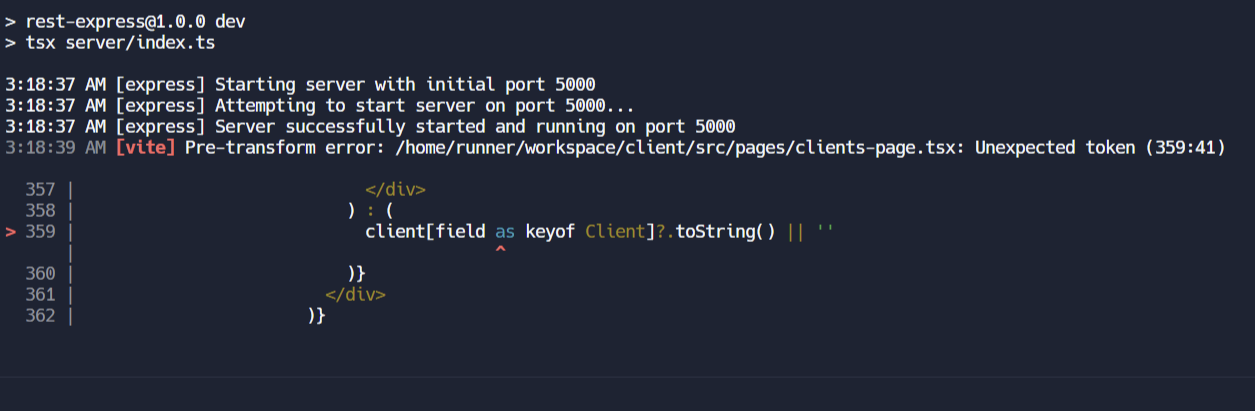 > rest-express@1.0.0 dev
> tsx server/index.ts
3:18:37 AM [express] Starting server with initial port 5000
3:18:37 AM [express] Attempting to start server on port 5000...
3:18:37 AM [express] Server successfully started and running on port 5000
3:18:39 AM [vite] Pre-transform error: /home/runner/workspace/client/src/pages/clients-page.tsx: Unexpected token (359:41)
357 |                             </div>
358 |                           ) : (
> 359 |                             client[field as keyof Client]?.toString() || ''
|                                          ^
360 |                           )}
361 |                         </div>
362 |                       )}